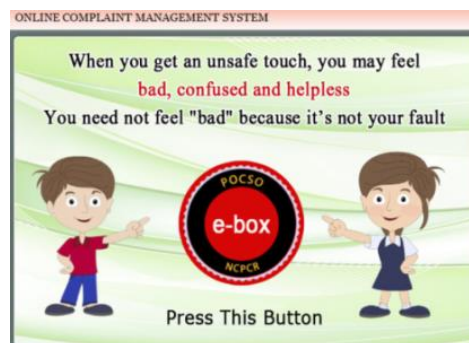 ONLINE COMPLAINT MANAGEMENT SYSTEM
When you get an unsafe touch, you may feel
bad, confused and helpless
You need not feel "bad" because it's not your fault
POCSO
e-box
NCPCR
Press This Button